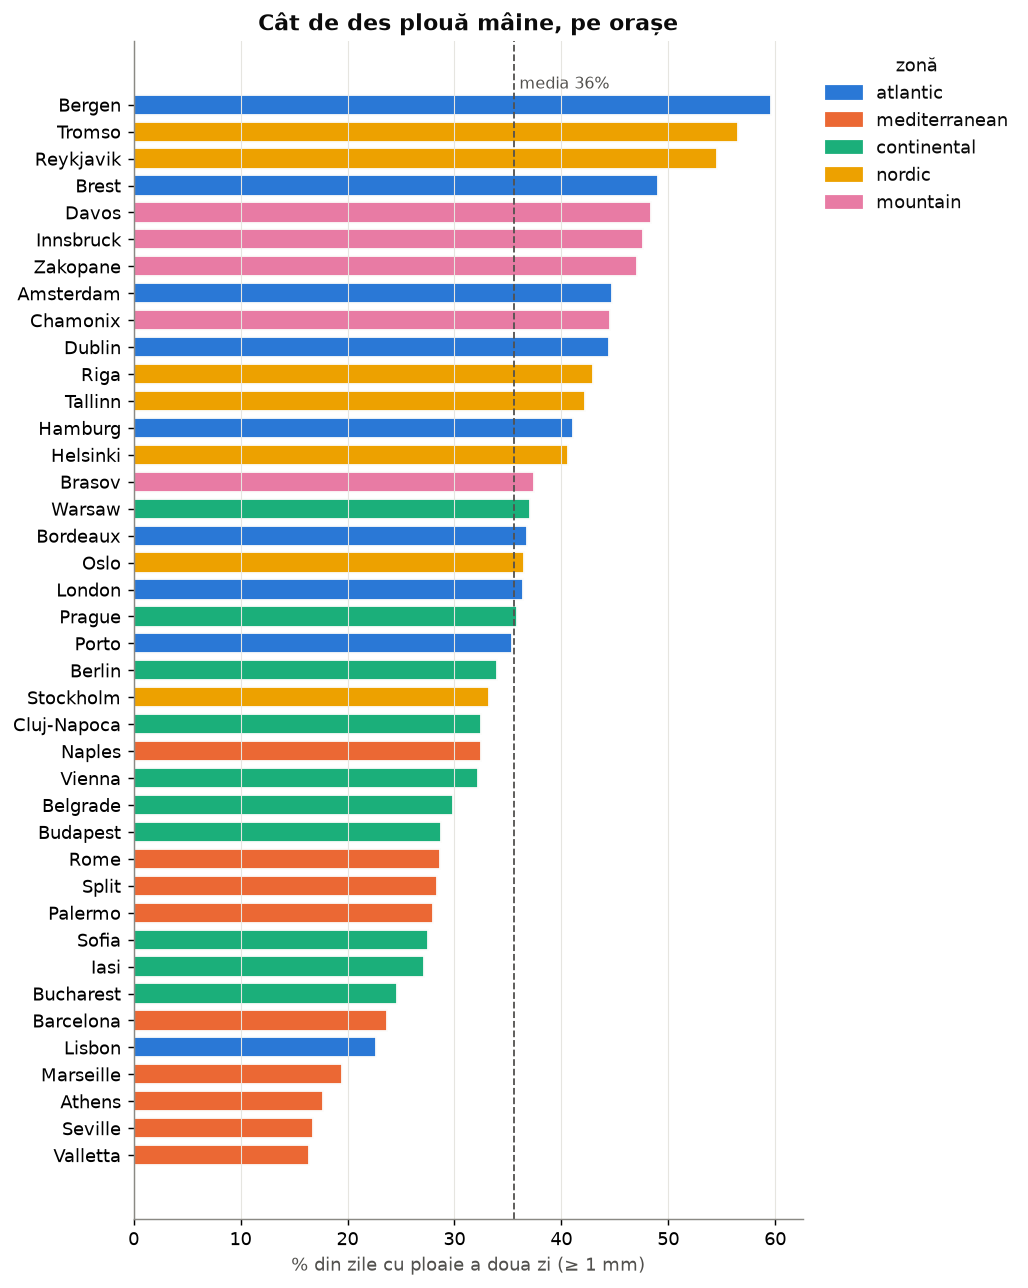 Cât de des plouă mâine, pe orașe
media 36%
zonă
atlantic
mediterranean
continental
nordic
mountain
Bergen
Tromso
Reykjavik
Brest
Davos
Innsbruck
Zakopane
Amsterdam
Chamonix
Dublin
Riga
Tallinn
Hamburg
Helsinki
Brasov
Warsaw
Bordeaux
Oslo
London
Prague
Porto
Berlin
Stockholm
Cluj-Napoca
Naples
Vienna
Belgrade
Budapest
Rome
Split
Palermo
Sofia
Iasi
Bucharest
Barcelona
Lisbon
Marseille
Athens
Seville
Valletta
0 10 20 30 40 50 60
% din zile cu ploaie a doua zi (≥ 1 mm)